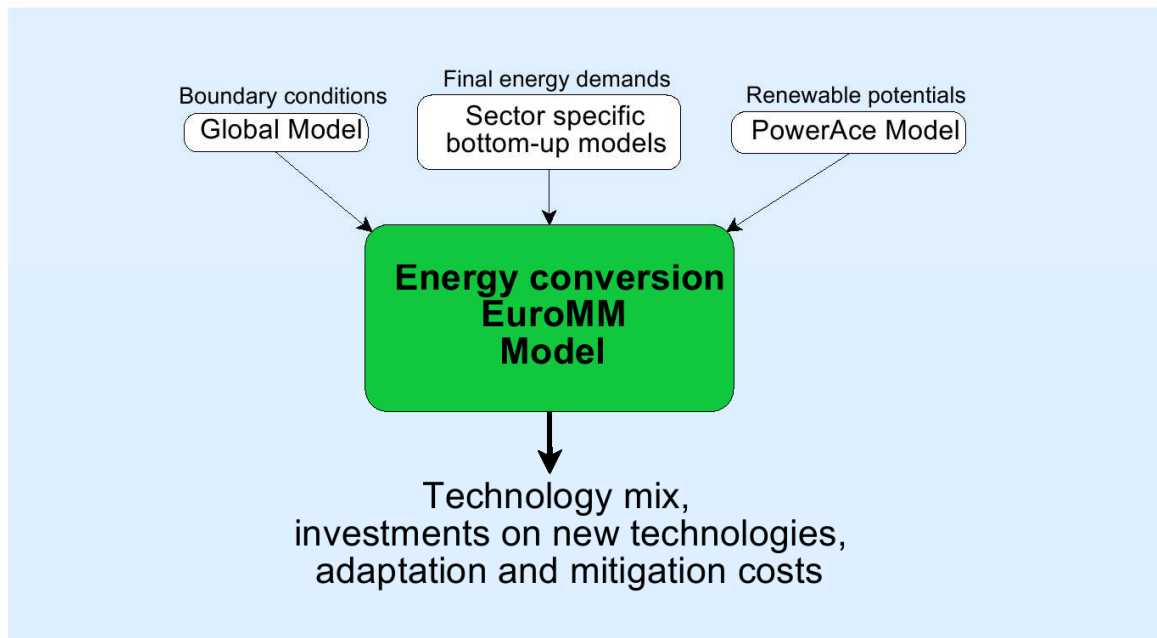 Boundary conditions
Global Model
Final energy demands
Sector specific
bottom-up models
Renewable potentials
PowerAce Model
Energy conversion
EuroMM
Model
Technology mix,
investments on new technologies,
adaptation and mitigation costs